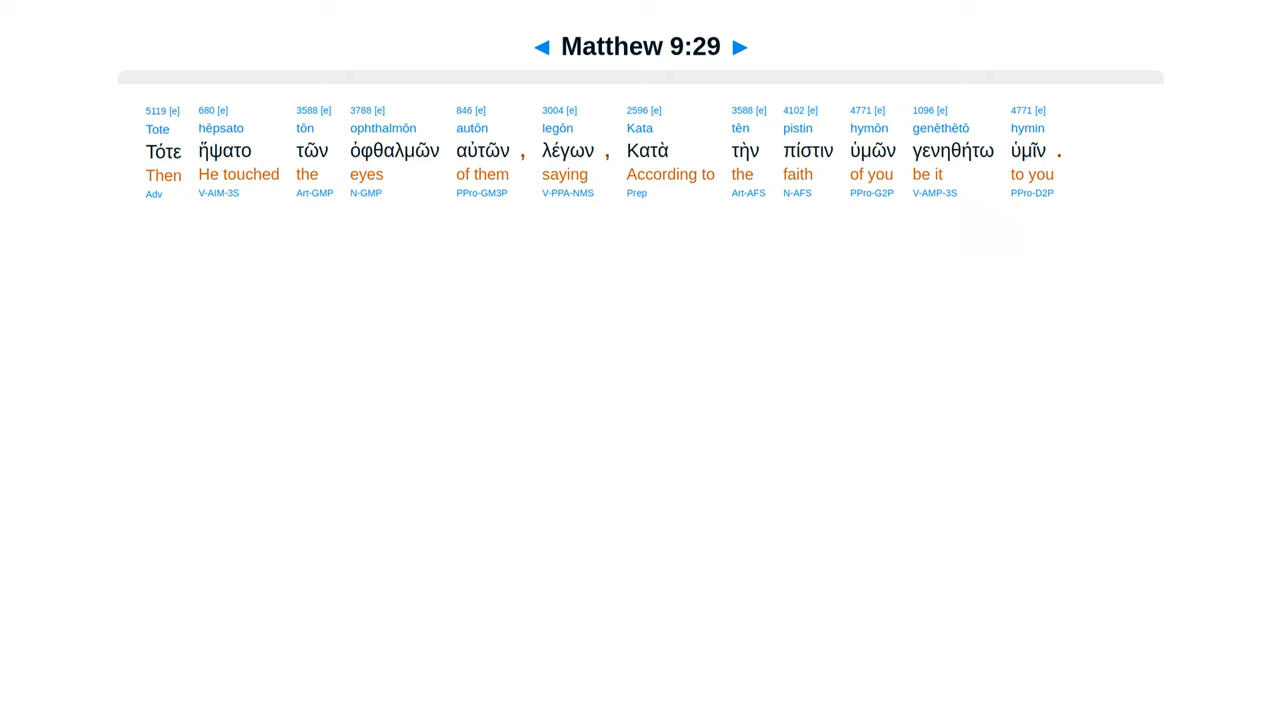 ◄ Matthew 9:29 ►
5119 [e] 680 [e] 3588 [e] 3788 [e] 846 [e] 3004 [e] 2596 [e] 3588 [e] 4102 [e] 4771 [e] 1096 [e] 4771 [e]
Tote hēpsato tōn ophthalmōn autōn legōn Kata tēn pistin hymōn genēthētō hymin
Τότε ἥψατο τῶν ὀφθαλμῶν αὐτῶν , λέγων , Κατὰ τὴν πίστιν ὑμῶν γενηθήτω ὑμῖν .
Then He touched the eyes of them saying According to the faith of you be it to you
Adv V-AIM-3S Art-GMP N-GMP PPro-GM3P V-PPA-NMS Prep Art-AFS N-AFS PPro-G2P V-AMP-3S PPro-D2P